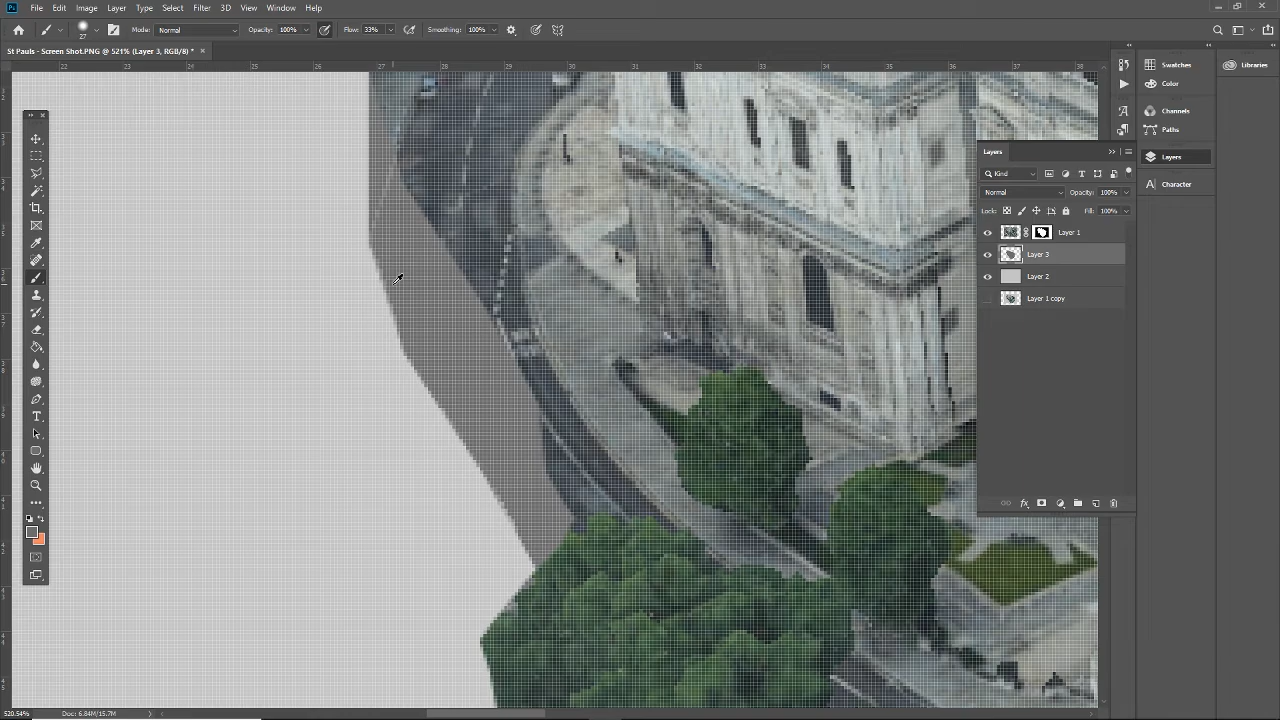 Ps File Edit Image Layer Type Select Filter 3D View Window Help
27 Mode: Normal Opacity: 100% Flow: 33% Smoothing: 100%
St Pauls - Screen Shot.PNG @ 521% (Layer 3, RGB/8) * ×
22 23 24 25 26 27 28 29 30 31 32 33 34 35 36 37 38
Swatches
Libraries
Color
Channels
Paths
Layers
Character
Layers
Kind
Normal Opacity: 100%
Lock: Fill: 100%
Layer 1
Layer 3
Layer 2
Layer 1 copy
fx
520.54% Doc: 6.84M/15.7M